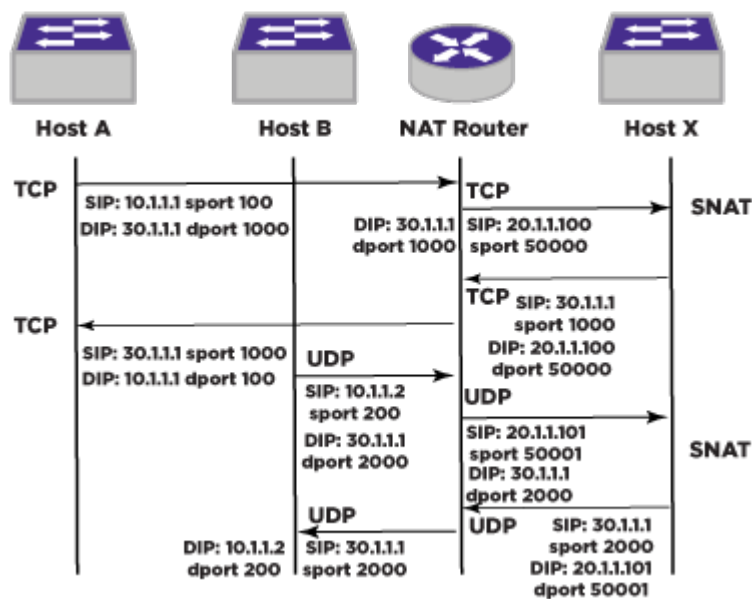 Host A
Host B
NAT Router
Host X
TCP
SIP: 10.1.1.1 sport 100
DIP: 30.1.1.1 dport 1000
TCP
DIP: 30.1.1.1
dport 1000
SIP: 20.1.1.100
sport 50000
SNAT
TCP
SIP: 30.1.1.1
sport 1000
DIP: 20.1.1.100
dport 50000
TCP
SIP: 30.1.1.1 sport 1000
DIP: 10.1.1.1 dport 100
UDP
SIP: 10.1.1.2
sport 200
DIP: 30.1.1.1
dport 2000
UDP
SIP: 20.1.1.101
sport 50001
DIP: 30.1.1.1
dport 2000
SNAT
UDP
SIP: 30.1.1.1
sport 2000
DIP: 20.1.1.101
dport 50001
UDP
DIP: 10.1.1.2
dport 200
SIP: 30.1.1.1
sport 2000